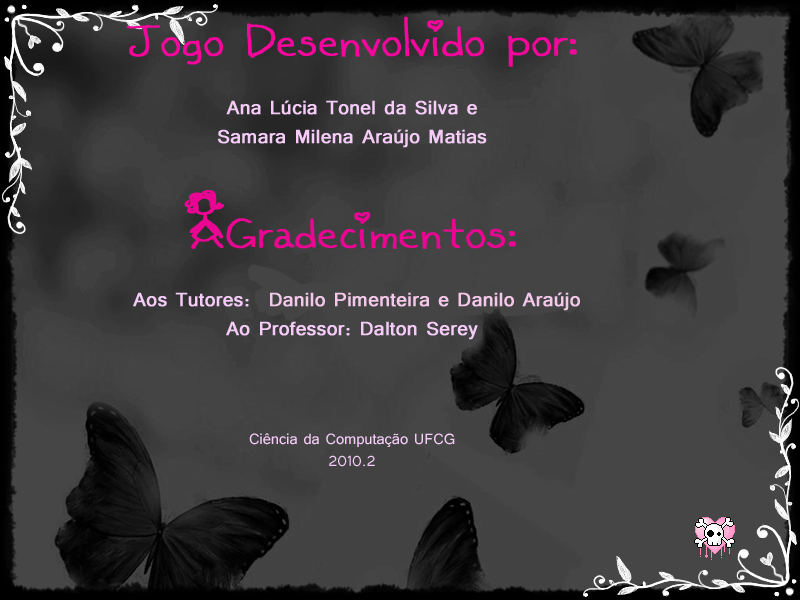 Jogo Desenvolvido por:
Ana Lúcia Tonel da Silva e
Samara Milena Araújo Matias
AGradecimentos:
Aos Tutores: Danilo Pimenteira e Danilo Araújo
Ao Professor: Dalton Serey
Ciência da Computação UFCG
2010.2